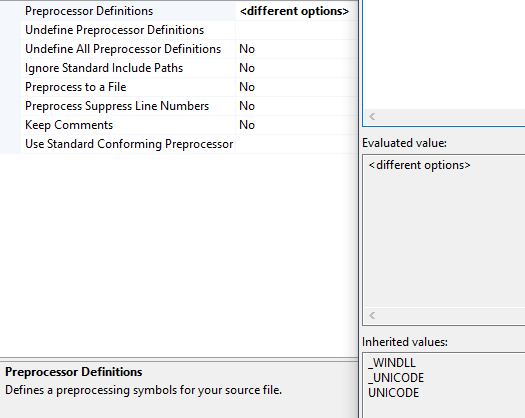 Preprocessor Definitions <different options>
Undefine Preprocessor Definitions
Undefine All Preprocessor Definitions No
Ignore Standard Include Paths No
Preprocess to a File No
Preprocess Suppress Line Numbers No
Keep Comments No
Use Standard Conforming Preprocessor
Evaluated value:
<different options>
Inherited values:
_WINDLL
_UNICODE
UNICODE
Preprocessor Definitions
Defines a preprocessing symbols for your source file.